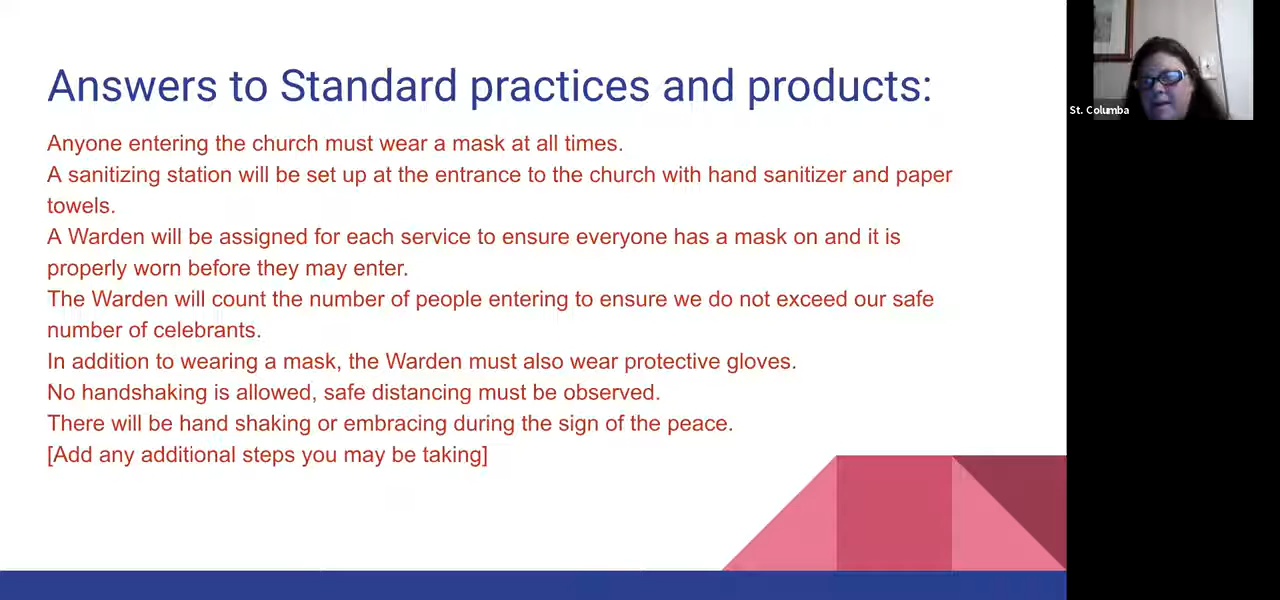 Answers to Standard practices and products:
Anyone entering the church must wear a mask at all times.
A sanitizing station will be set up at the entrance to the church with hand sanitizer and paper
towels.
A Warden will be assigned for each service to ensure everyone has a mask on and it is
properly worn before they may enter.
The Warden will count the number of people entering to ensure we do not exceed our safe
number of celebrants.
In addition to wearing a mask, the Warden must also wear protective gloves.
No handshaking is allowed, safe distancing must be observed.
There will be hand shaking or embracing during the sign of the peace.
[Add any additional steps you may be taking]
St. Columba